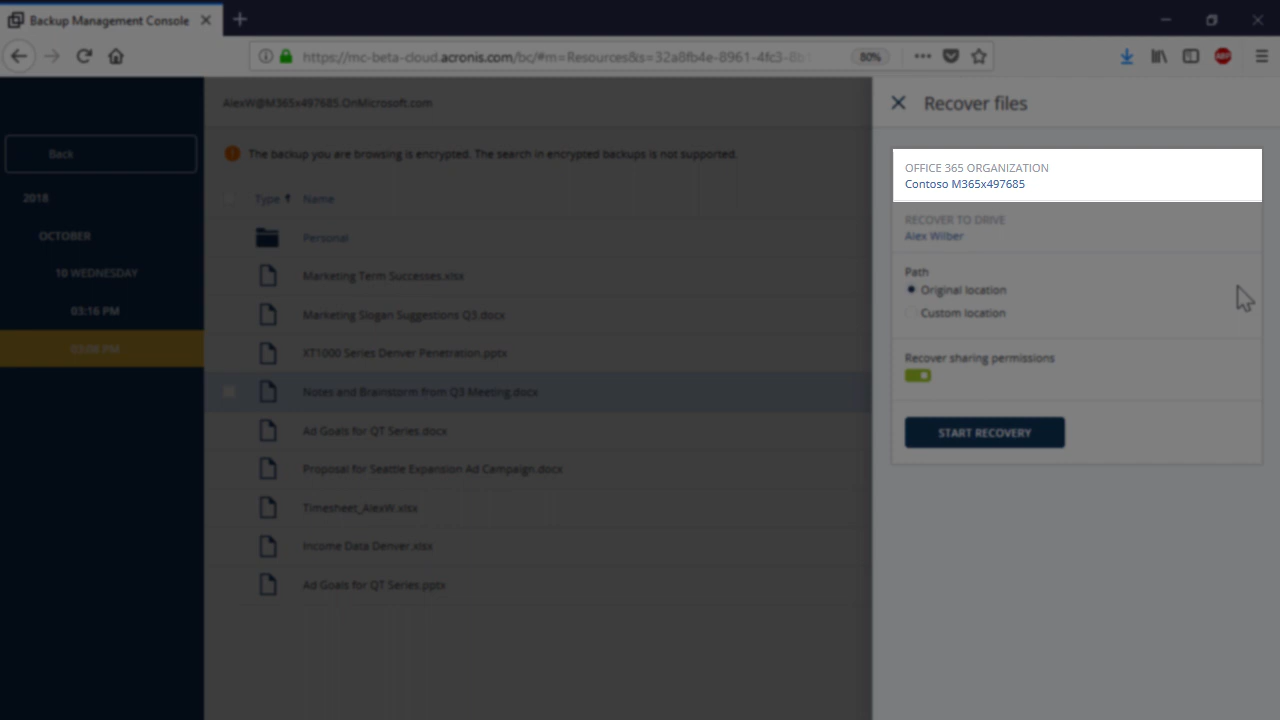 Backup Management Console
https://mc-beta-cloud.acronis.com/bc/#m=Resources&s=32a8fb4e-8961-4fc3-8b
80%
ABP
Back
2018
OCTOBER
10 WEDNESDAY
03:16 PM
AlexW@M365x497685.OnMicrosoft.com
The backup you are browsing is encrypted. The search in encrypted backups is not supported.
Type Name
Personal
Marketing Term Successes.xlsx
Marketing Slogan Suggestions Q3.docx
XT1000 Series Denver Penetration.pptx
Notes and Brainstorm from Q3 Meeting.docx
Ad Goals for QT Series.docx
Proposal for Seattle Expansion Ad Campaign.docx
Timesheet_AlexW.xlsx
Income Data Denver.xlsx
Ad Goals for QT Series.pptx
Recover files
OFFICE 365 ORGANIZATION
Contoso M365x497685
RECOVER TO DRIVE
Alex Wilber
Path
Original location
Custom location
Recover sharing permissions
START RECOVERY